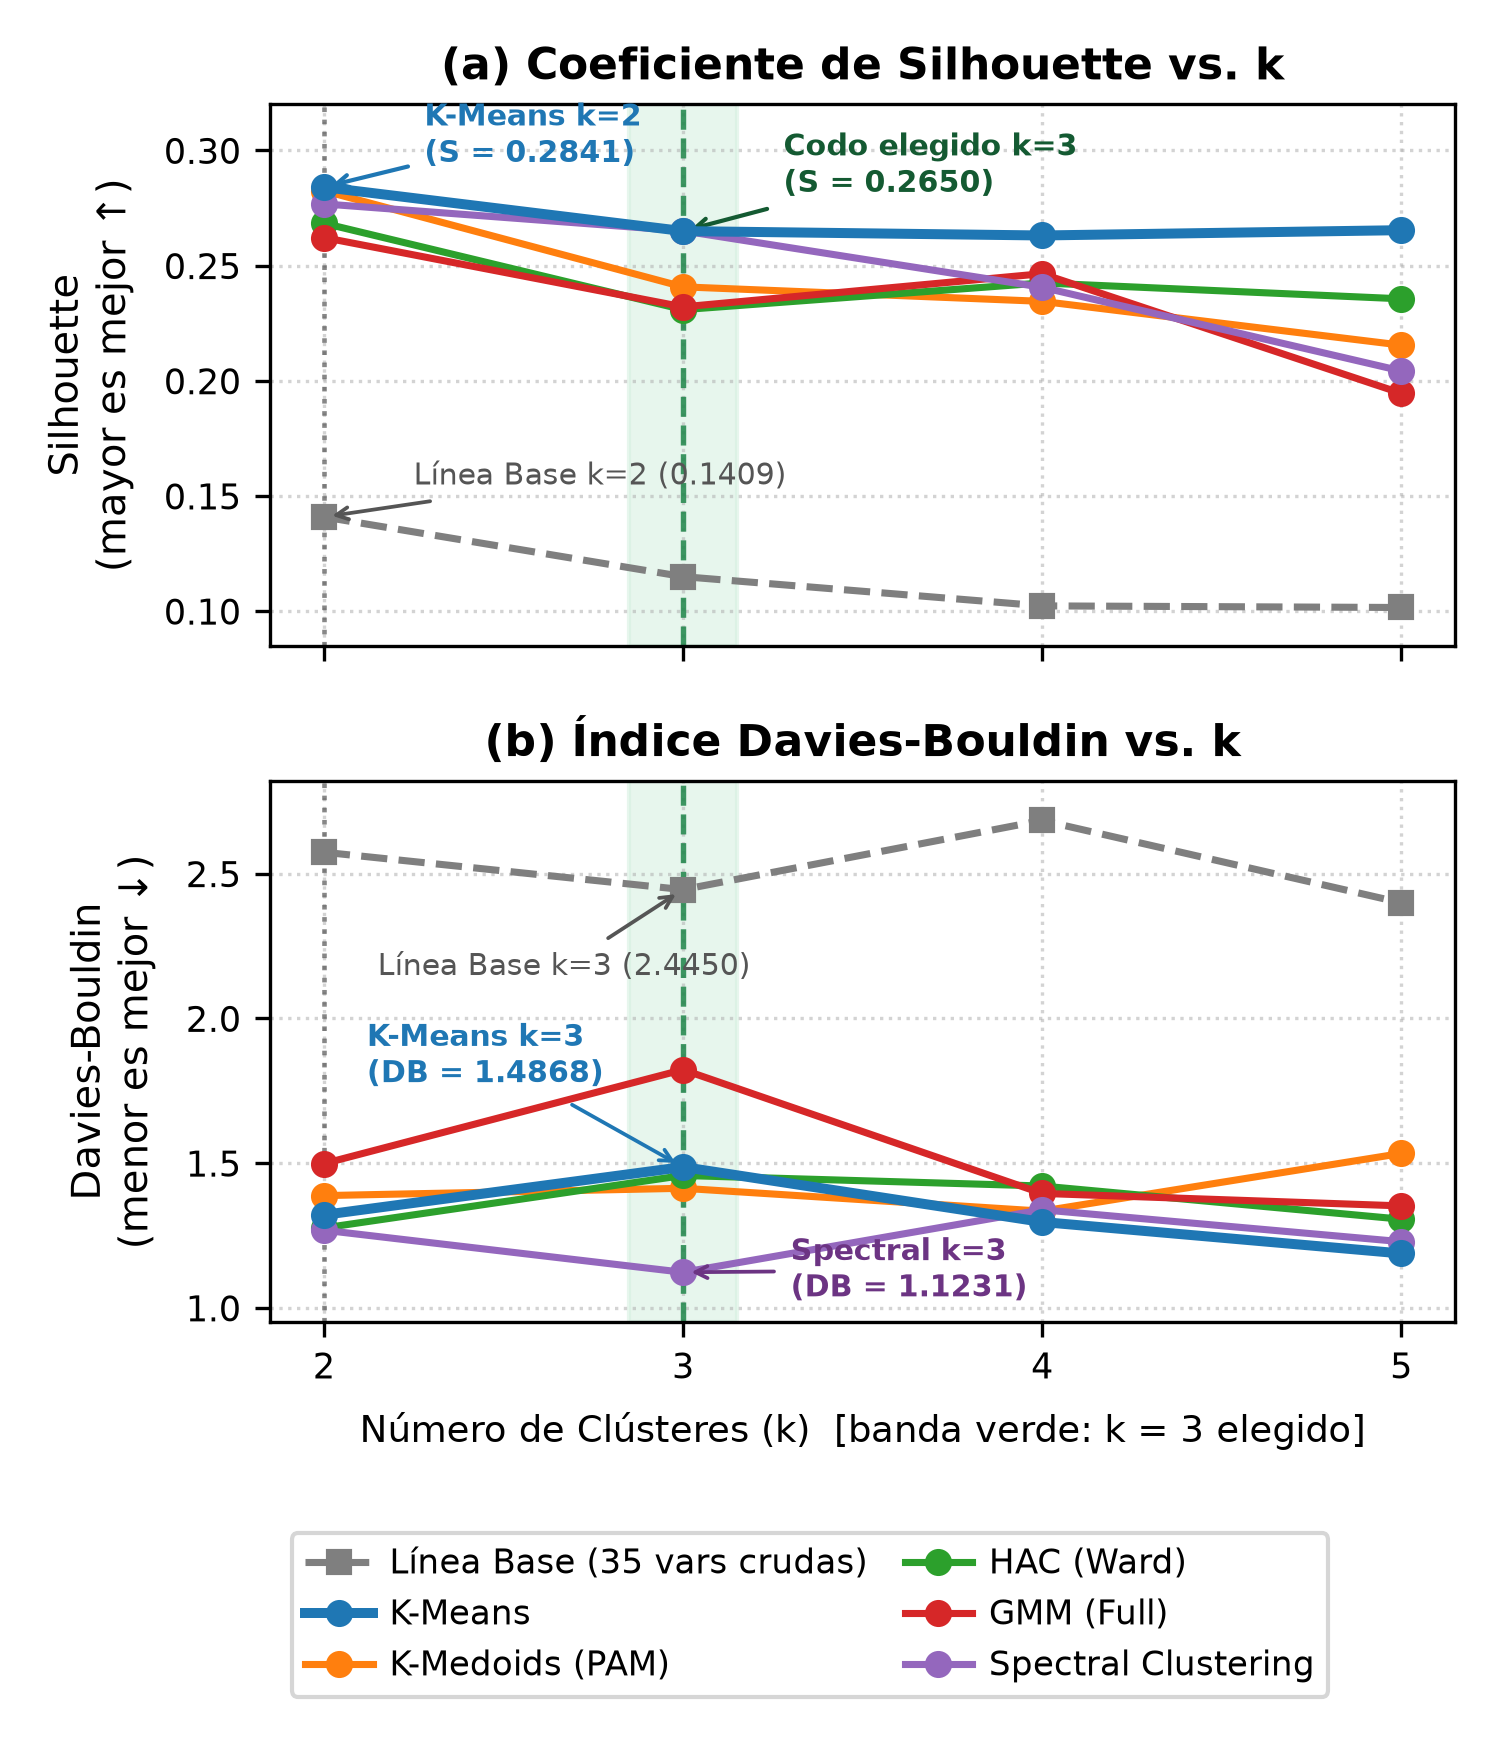 (a) Coeficiente de Silhouette vs. k
K-Means k=2
(S = 0.2841)
Codo elegido k=3
(S = 0.2650)
Línea Base k=2 (0.1409)
Silhouette
(mayor es mejor ↑)
0.30
0.25
0.20
0.15
0.10
(b) Índice Davies-Bouldin vs. k
Línea Base k=3 (2.4450)
K-Means k=3
(DB = 1.4868)
Spectral k=3
(DB = 1.1231)
Davies-Bouldin
(menor es mejor ↓)
2.5
2.0
1.5
1.0
2 3 4 5
Número de Clústeres (k)  [banda verde: k = 3 elegido]
Línea Base (35 vars crudas)
K-Means
K-Medoids (PAM)
HAC (Ward)
GMM (Full)
Spectral Clustering